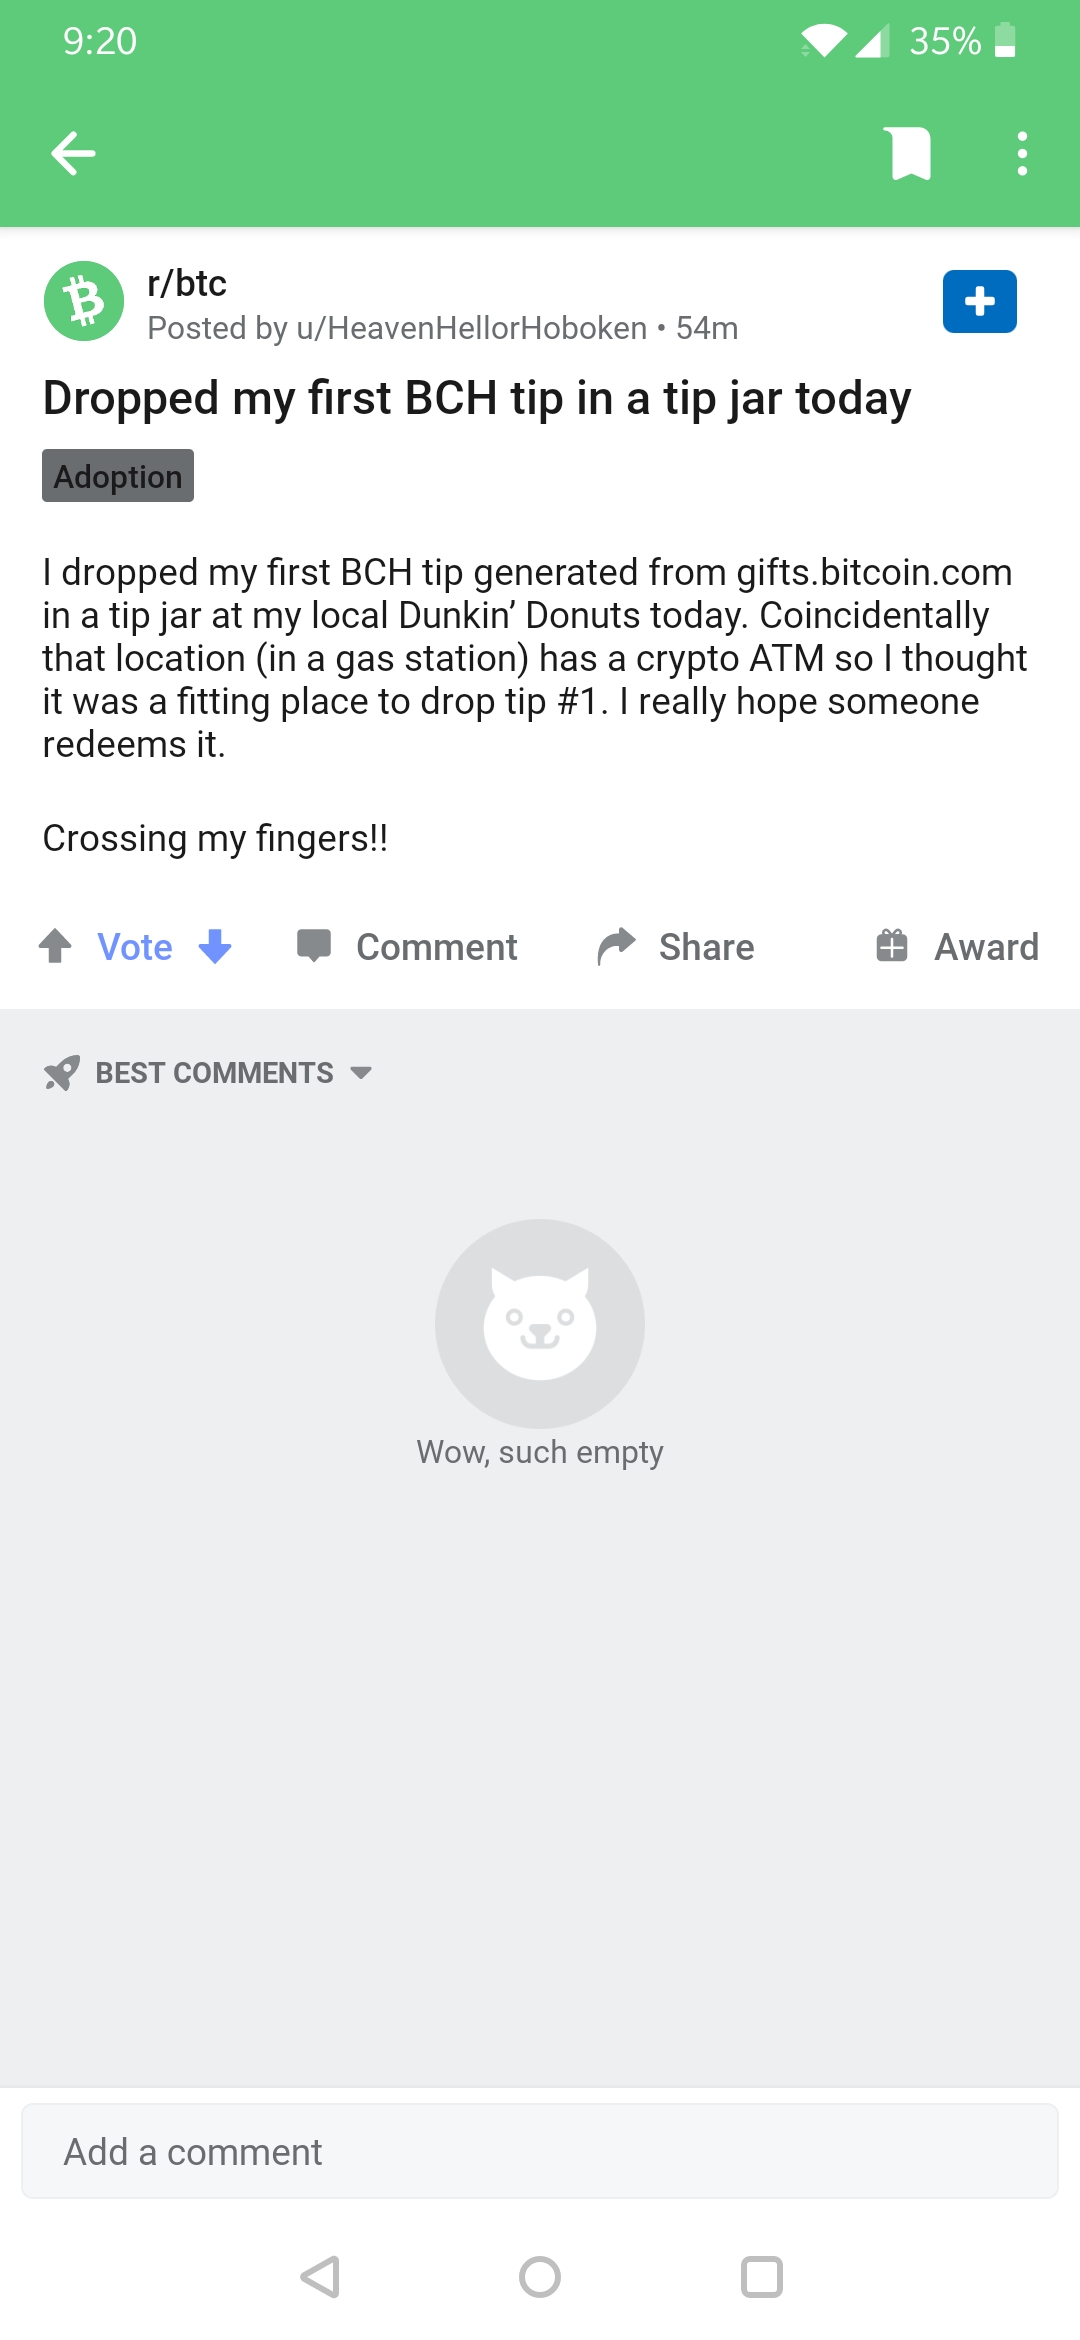 9:20
35%
r/btc
Posted by u/HeavenHellorHoboken • 54m
Dropped my first BCH tip in a tip jar today
Adoption
I dropped my first BCH tip generated from gifts.bitcoin.com
in a tip jar at my local Dunkin’ Donuts today. Coincidentally
that location (in a gas station) has a crypto ATM so I thought
it was a fitting place to drop tip #1. I really hope someone
redeems it.
Crossing my fingers!!
Vote
Comment
Share
Award
BEST COMMENTS
Wow, such empty
Add a comment